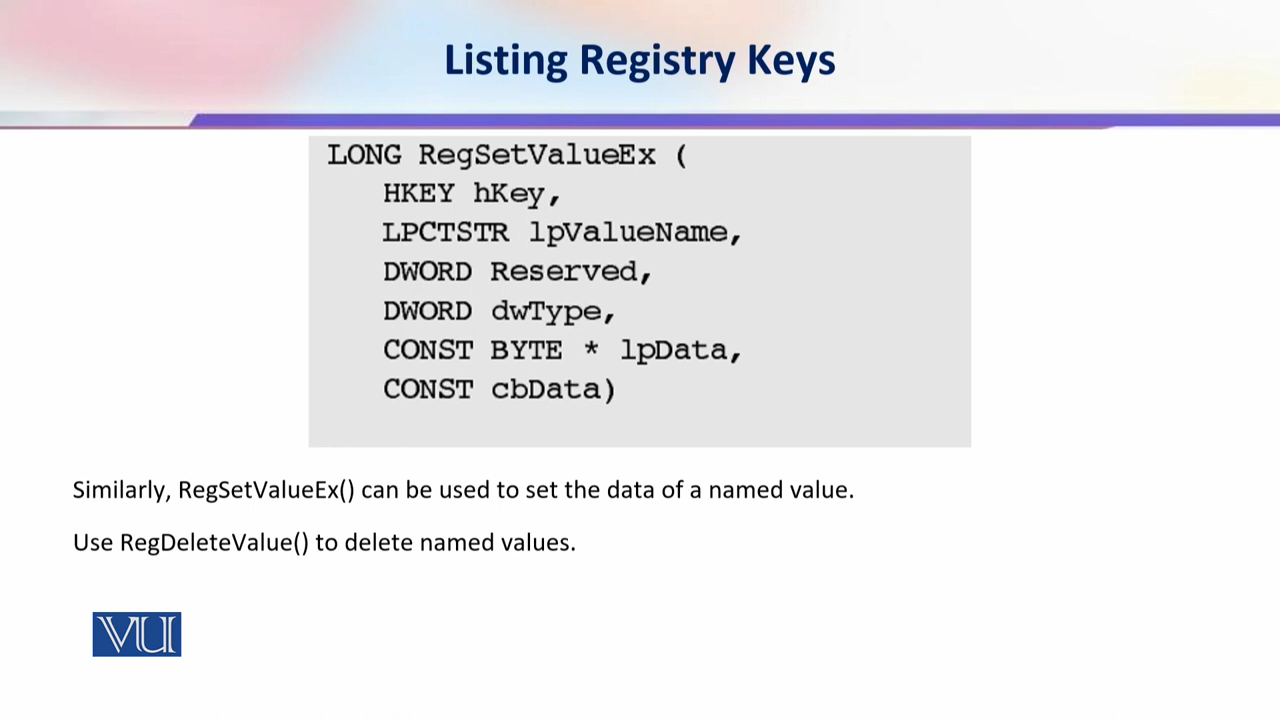 Listing Registry Keys
LONG RegSetValueEx (
HKEY hKey,
LPCTSTR lpValueName,
DWORD Reserved,
DWORD dwType,
CONST BYTE * lpData,
CONST cbData)
Similarly, RegSetValueEx() can be used to set the data of a named value.
Use RegDeleteValue() to delete named values.
VU